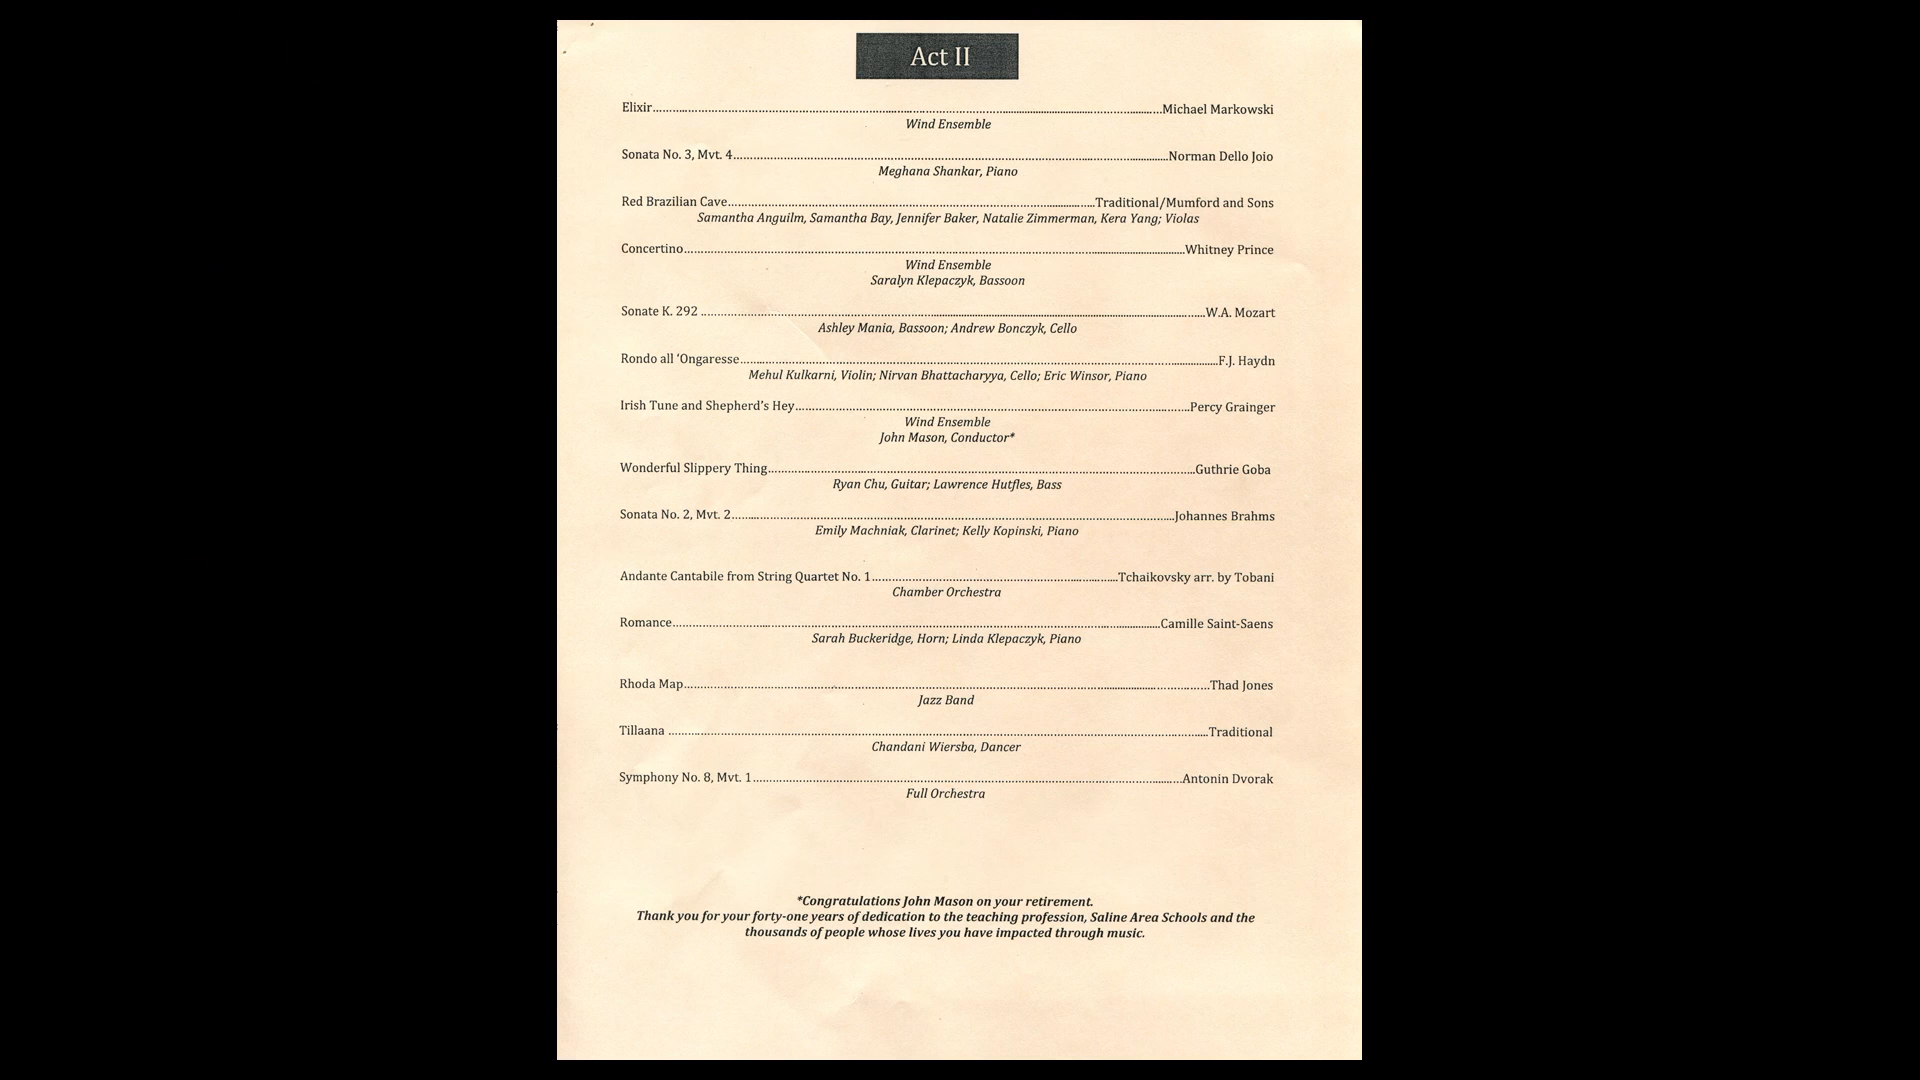 Act II
Elixir....................Michael Markowski
Wind Ensemble
Sonata No. 3, Mvt. 4....................Norman Dello Joio
Meghana Shankar, Piano
Red Brazilian Cave....................Traditional/Mumford and Sons
Samantha Anguilm, Samantha Bay, Jennifer Baker, Natalie Zimmerman, Kera Yang; Violas
Concertino....................Whitney Prince
Wind Ensemble
Saralyn Klepaczyk, Bassoon
Sonate K. 292 ....................W.A. Mozart
Ashley Mania, Bassoon; Andrew Bonczyk, Cello
Rondo all ‘Ongaresse....................F.J. Haydn
Mehul Kulkarni, Violin; Nirvan Bhattacharyya, Cello; Eric Winsor, Piano
Irish Tune and Shepherd’s Hey....................Percy Grainger
Wind Ensemble
John Mason, Conductor*
Wonderful Slippery Thing....................Guthrie Goba
Ryan Chu, Guitar; Lawrence Hutfles, Bass
Sonata No. 2, Mvt. 2....................Johannes Brahms
Emily Machniak, Clarinet; Kelly Kopinski, Piano
Andante Cantabile from String Quartet No. 1....................Tchaikovsky arr. by Tobani
Chamber Orchestra
Romance....................Camille Saint-Saens
Sarah Buckeridge, Horn; Linda Klepaczyk, Piano
Rhoda Map....................Thad Jones
Jazz Band
Tillaana ....................Traditional
Chandani Wiersba, Dancer
Symphony No. 8, Mvt. 1....................Antonin Dvorak
Full Orchestra
*Congratulations John Mason on your retirement.
Thank you for your forty-one years of dedication to the teaching profession, Saline Area Schools and the
thousands of people whose lives you have impacted through music.